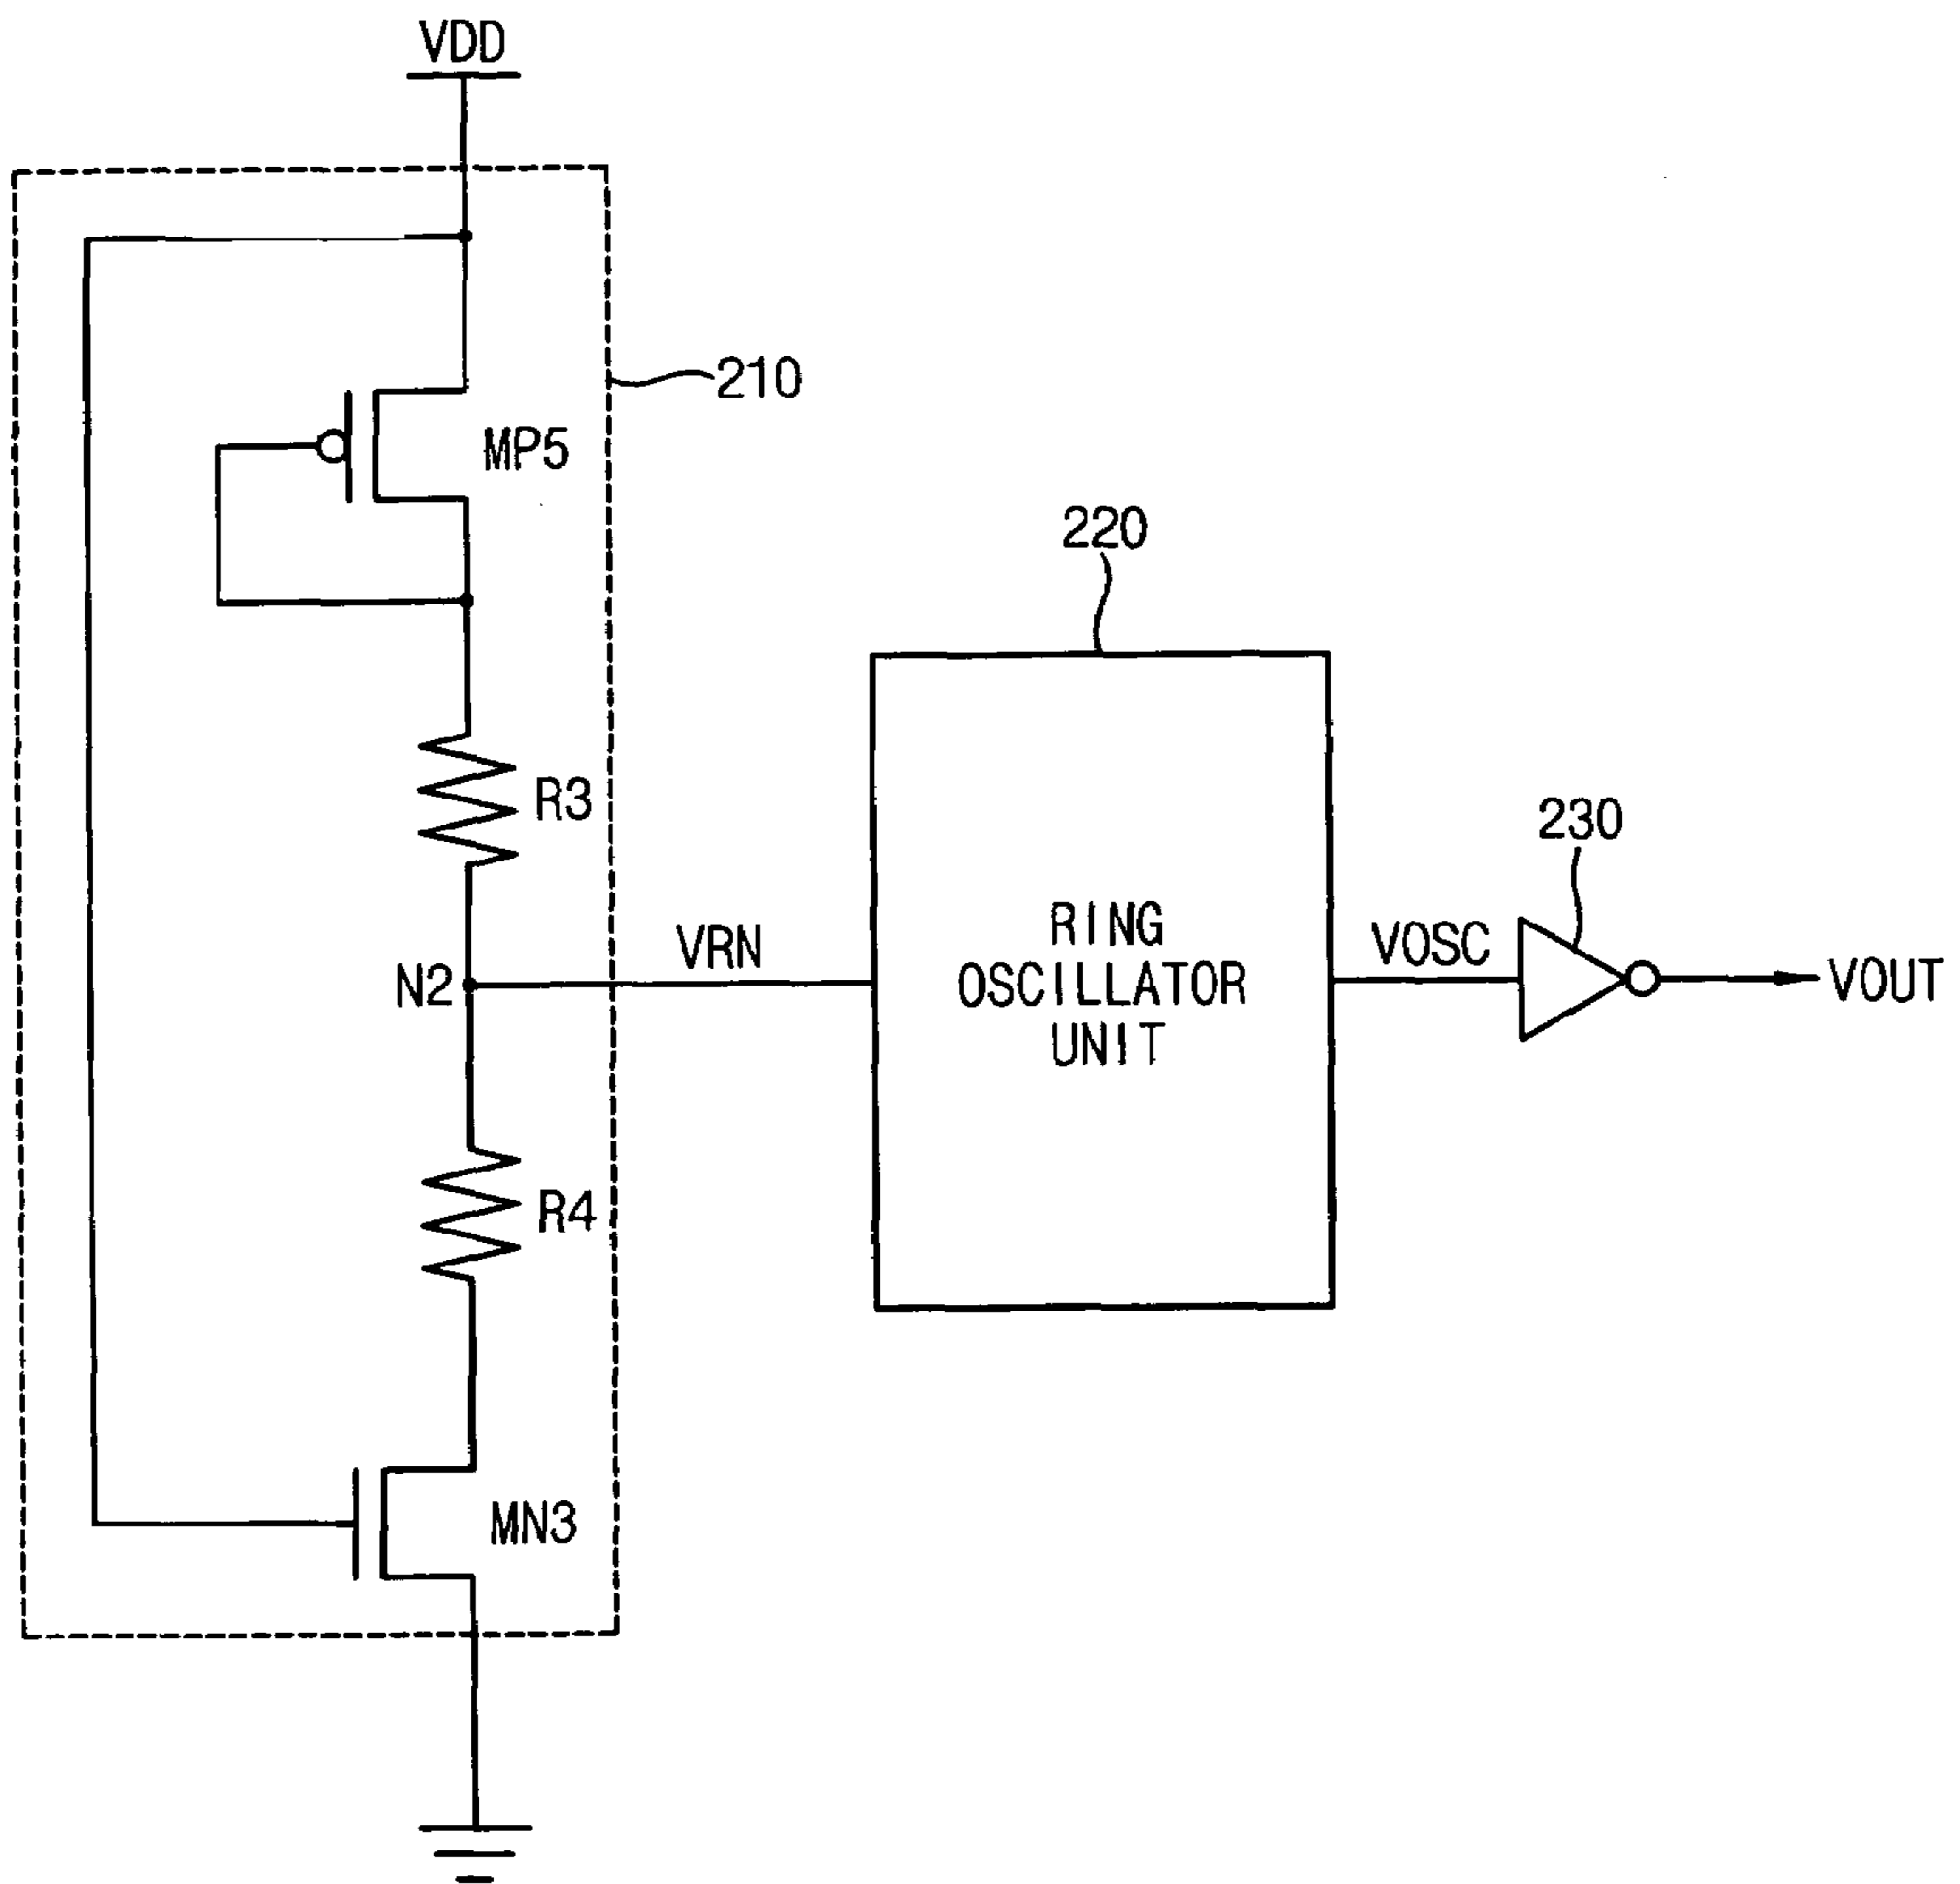 VDD
210
MP5
220
R3
230
VRN
N2
RING
OSCILLATOR
UNIT
VOSC
VOUT
R4
MN3